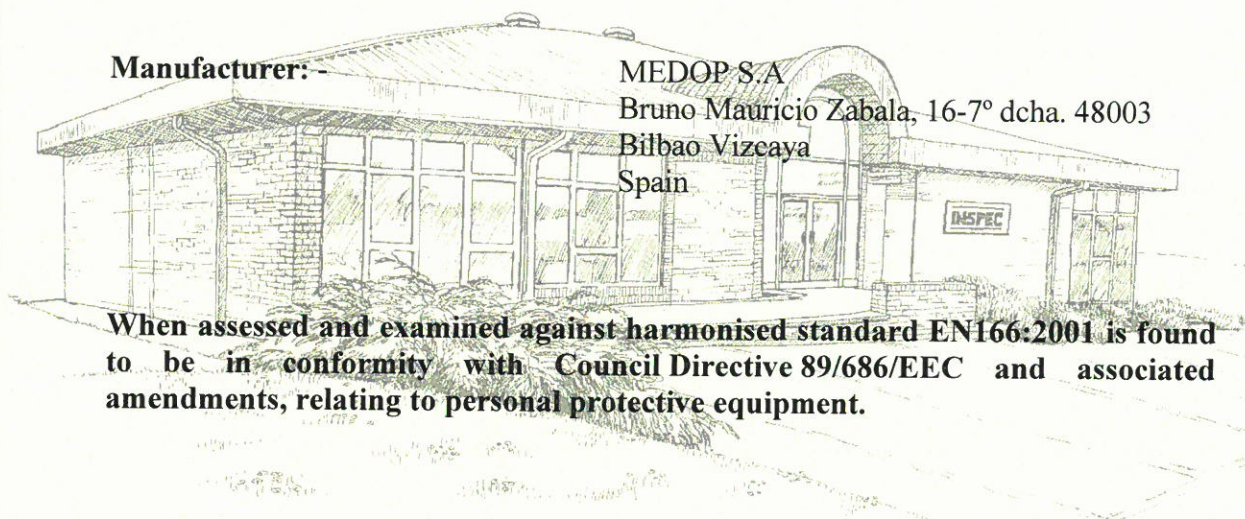 Manufacturer: - MEDOP S.A
Bruno Mauricio Zabala, 16-7º dcha. 48003
Bilbao Vizcaya
Spain
INSPEC
When assessed and examined against harmonised standard EN166:2001 is found
to be in conformity with Council Directive 89/686/EEC and associated
amendments, relating to personal protective equipment.